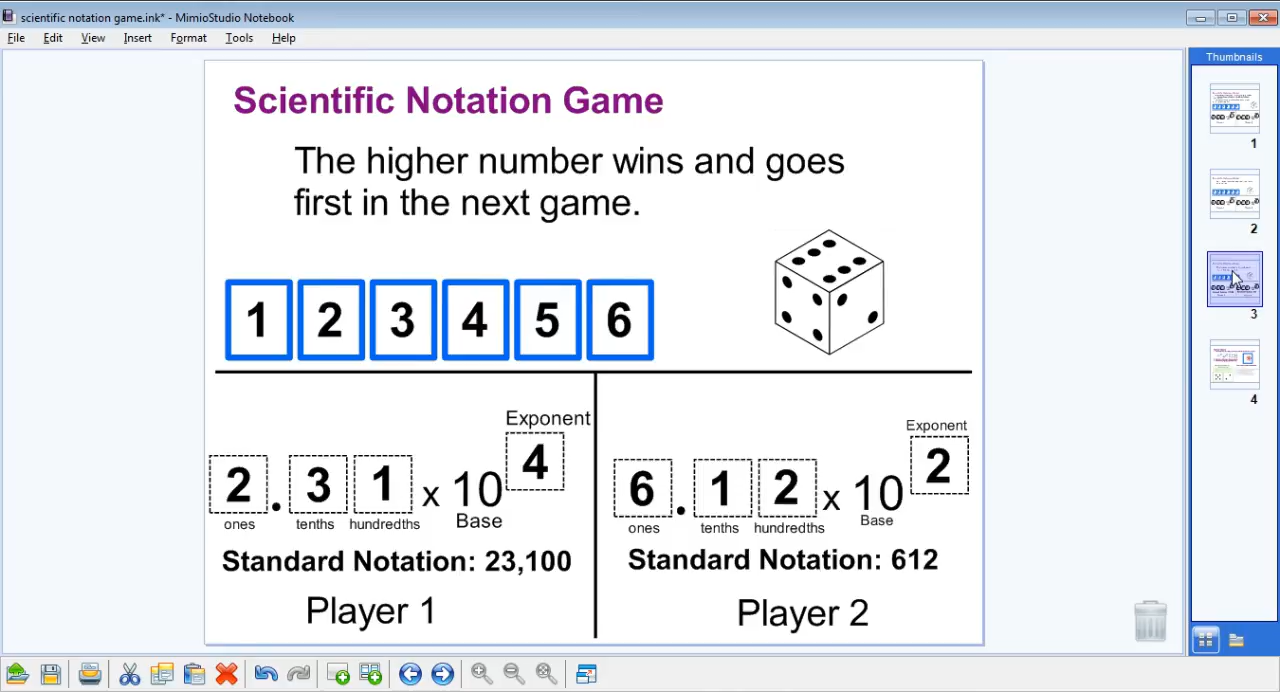 scientific notation game.ink* - MimioStudio Notebook
File Edit View Insert Format Tools Help
Thumbnails
Scientific Notation Game
The higher number wins and goes
first in the next game.
1 2 3 4 5 6
Exponent
4
2 . 3 1 x 10
ones tenths hundredths Base
Standard Notation: 23,100
Player 1
Exponent
2
6 . 1 2 x 10
ones tenths hundredths Base
Standard Notation: 612
Player 2
1
2
3
4